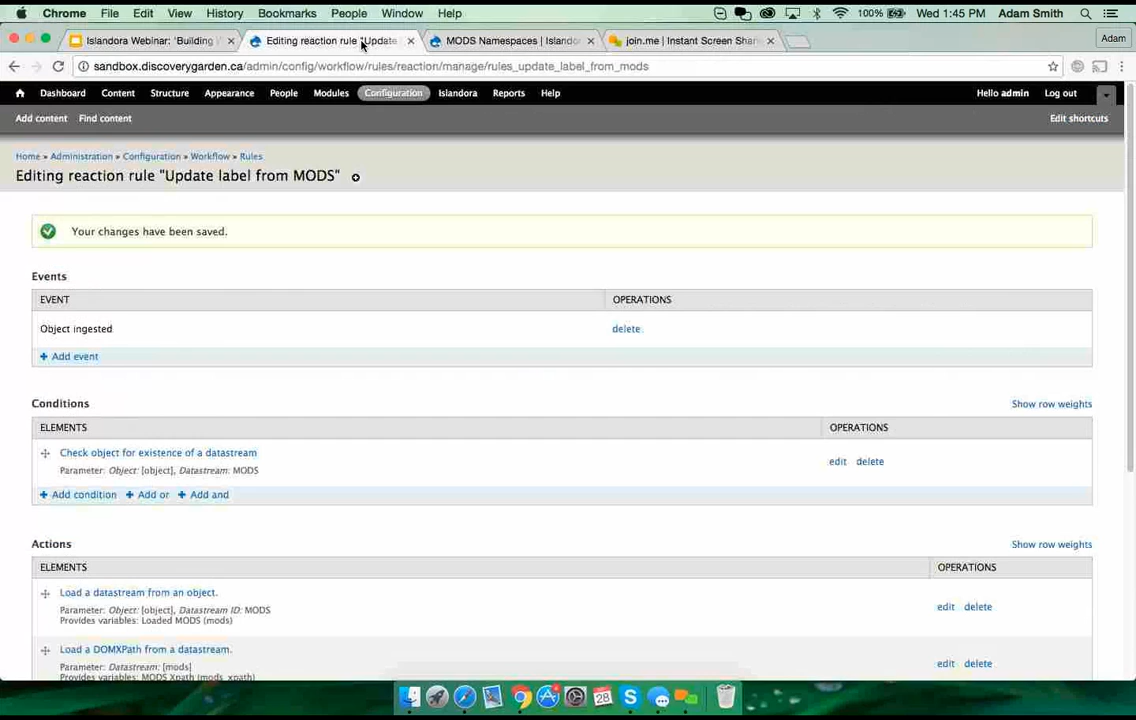 Chrome File Edit View History Bookmarks People Window Help 100% Wed 1:45 PM Adam Smith
Islandora Webinar: 'Building Editing reaction rule "Update MODS Namespaces | Islando join.me | Instant Screen Shar Adam
sandbox.discoverygarden.ca/admin/config/workflow/rules/reaction/manage/rules_update_label_from_mods
Dashboard Content Structure Appearance People Modules Configuration Islandora Reports Help Hello admin Log out
Add content Find content Edit shortcuts
Home » Administration » Configuration » Workflow » Rules
Editing reaction rule "Update label from MODS"
Your changes have been saved.
Events
EVENT OPERATIONS
Object ingested delete
Add event
Conditions Show row weights
ELEMENTS OPERATIONS
Check object for existence of a datastream
Parameter: Object: [object], Datastream: MODS edit delete
Add condition Add or Add and
Actions Show row weights
ELEMENTS OPERATIONS
Load a datastream from an object.
Parameter: Object: [object], Datastream ID: MODS edit delete
Provides variables: Loaded MODS (mods)
Load a DOMXPath from a datastream.
Parameter: Datastream: [mods] edit delete
Provides variables: MODS Xpath (mods_xpath)
28